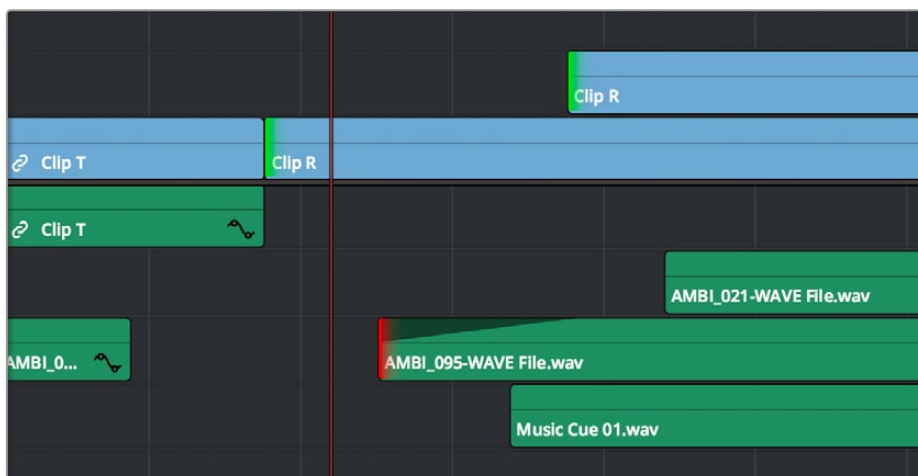 Clip R
Clip T
Clip R
Clip T
AMBI_021-WAVE File.wav
AMBI_0...
AMBI_095-WAVE File.wav
Music Cue 01.wav